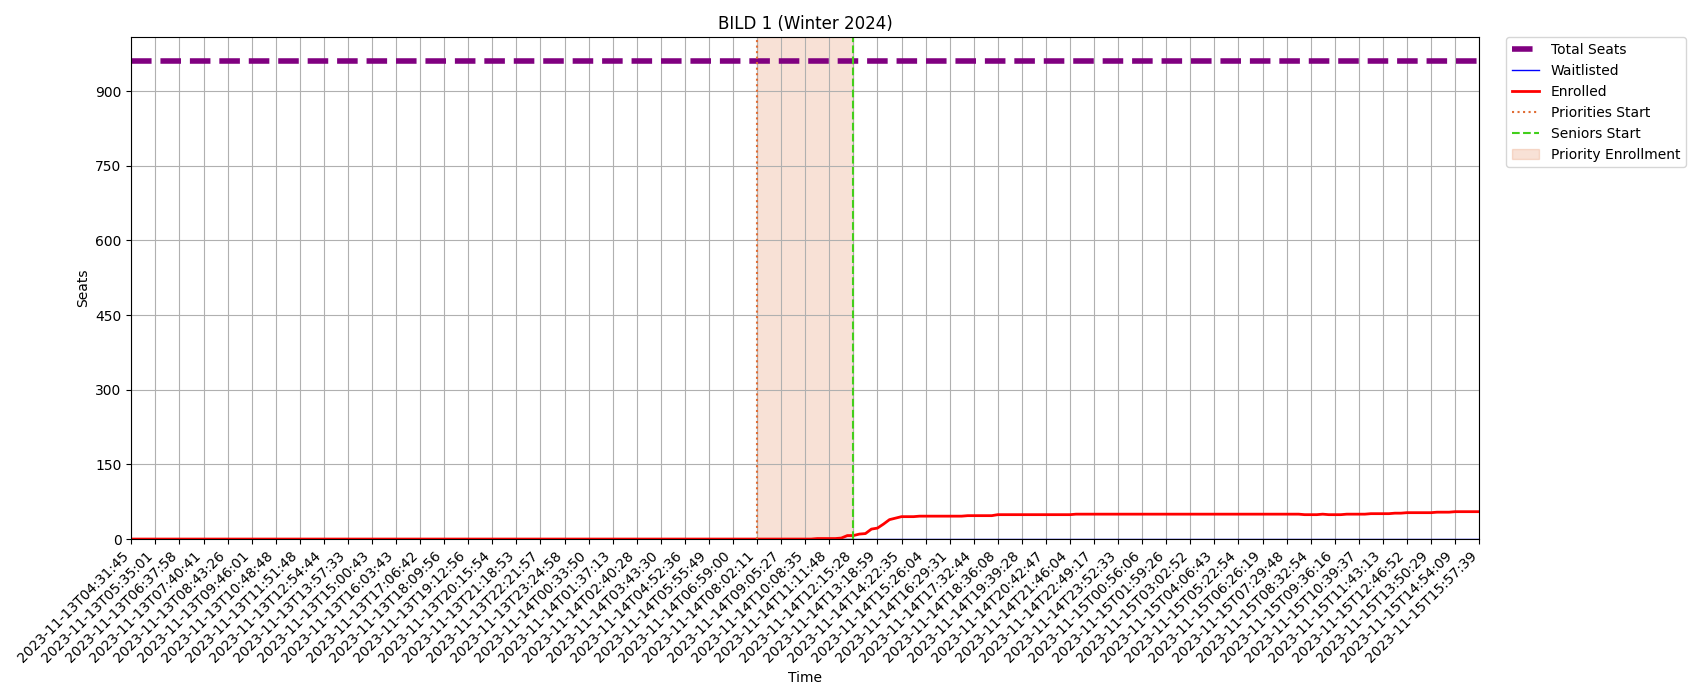 BILD 1 (Winter 2024)
Total Seats
Waitlisted
Enrolled
Priorities Start
Seniors Start
Priority Enrollment
Seats
900
750
600
450
300
150
0
2023-11-13T04:31:45
2023-11-13T05:35:01
2023-11-13T06:37:58
2023-11-13T07:40:41
2023-11-13T08:43:26
2023-11-13T09:46:01
2023-11-13T10:48:48
2023-11-13T11:51:48
2023-11-13T12:54:44
2023-11-13T13:57:33
2023-11-13T15:00:43
2023-11-13T16:03:43
2023-11-13T17:06:42
2023-11-13T18:09:56
2023-11-13T19:12:56
2023-11-13T20:15:54
2023-11-13T21:18:53
2023-11-13T22:21:57
2023-11-13T23:24:58
2023-11-14T00:33:50
2023-11-14T01:37:13
2023-11-14T02:40:28
2023-11-14T03:43:30
2023-11-14T04:52:36
2023-11-14T05:55:49
2023-11-14T06:59:00
2023-11-14T08:02:11
2023-11-14T09:05:27
2023-11-14T10:08:35
2023-11-14T11:11:48
2023-11-14T12:15:28
2023-11-14T13:18:59
2023-11-14T14:22:35
2023-11-14T15:26:04
2023-11-14T16:29:31
2023-11-14T17:32:44
2023-11-14T18:36:08
2023-11-14T19:39:28
2023-11-14T20:42:47
2023-11-14T21:46:04
2023-11-14T22:49:17
2023-11-14T23:52:33
2023-11-15T00:56:06
2023-11-15T01:59:26
2023-11-15T03:02:52
2023-11-15T04:06:43
2023-11-15T05:22:54
2023-11-15T06:26:19
2023-11-15T07:29:48
2023-11-15T08:32:54
2023-11-15T09:36:16
2023-11-15T10:39:37
2023-11-15T11:43:13
2023-11-15T12:46:52
2023-11-15T13:50:29
2023-11-15T14:54:09
2023-11-15T15:57:39
Time